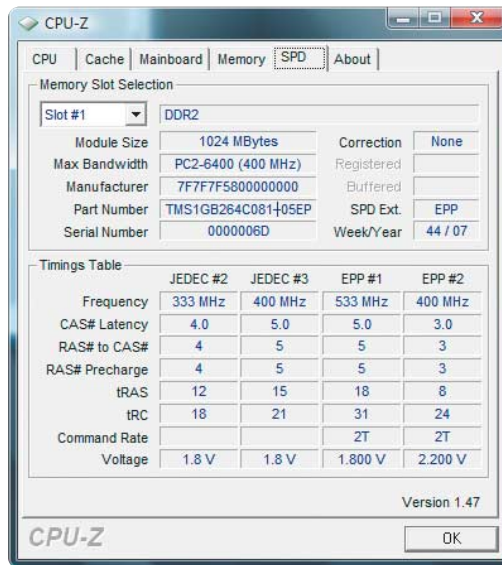 CPU-Z
CPU Cache Mainboard Memory SPD About
Memory Slot Selection
Slot #1 DDR2
Module Size 1024 MBytes Correction None
Max Bandwidth PC2-6400 (400 MHz) Registered
Manufacturer 7F7F7F5800000000 Buffered
Part Number TMS1GB264C081-05EP SPD Ext. EPP
Serial Number 0000006D Week/Year 44 / 07
Timings Table
JEDEC #2 JEDEC #3 EPP #1 EPP #2
Frequency 333 MHz 400 MHz 533 MHz 400 MHz
CAS# Latency 4.0 5.0 5.0 3.0
RAS# to CAS# 4 5 5 3
RAS# Precharge 4 5 5 3
tRAS 12 15 18 8
tRC 18 21 31 24
Command Rate 2T 2T
Voltage 1.8 V 1.8 V 1.800 V 2.200 V
Version 1.47
CPU-Z OK